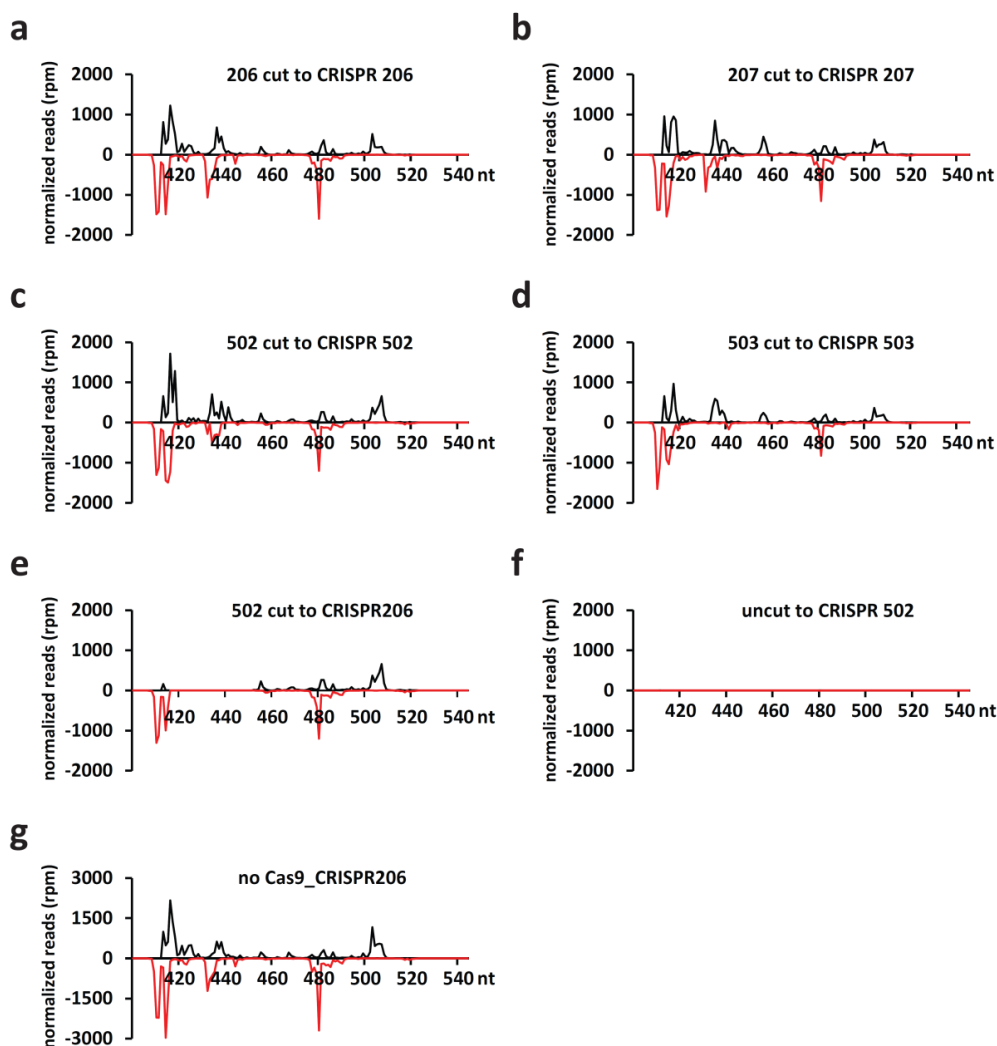 a
206 cut to CRISPR 206
normalized reads (rpm)
2000
1000
0
-1000
-2000
420 440 460 480 500 520 540 nt
b
207 cut to CRISPR 207
normalized reads (rpm)
2000
1000
0
-1000
-2000
420 440 460 480 500 520 540 nt
c
502 cut to CRISPR 502
normalized reads (rpm)
2000
1000
0
-1000
-2000
420 440 460 480 500 520 540 nt
d
503 cut to CRISPR 503
normalized reads (rpm)
2000
1000
0
-1000
-2000
420 440 460 480 500 520 540 nt
e
502 cut to CRISPR206
normalized reads (rpm)
2000
1000
0
-1000
-2000
420 440 460 480 500 520 540 nt
f
uncut to CRISPR 502
normalized reads (rpm)
2000
1000
0
-1000
-2000
420 440 460 480 500 520 540 nt
g
no Cas9_CRISPR206
normalized reads (rpm)
3000
1500
0
-1500
-3000
420 440 460 480 500 520 540 nt